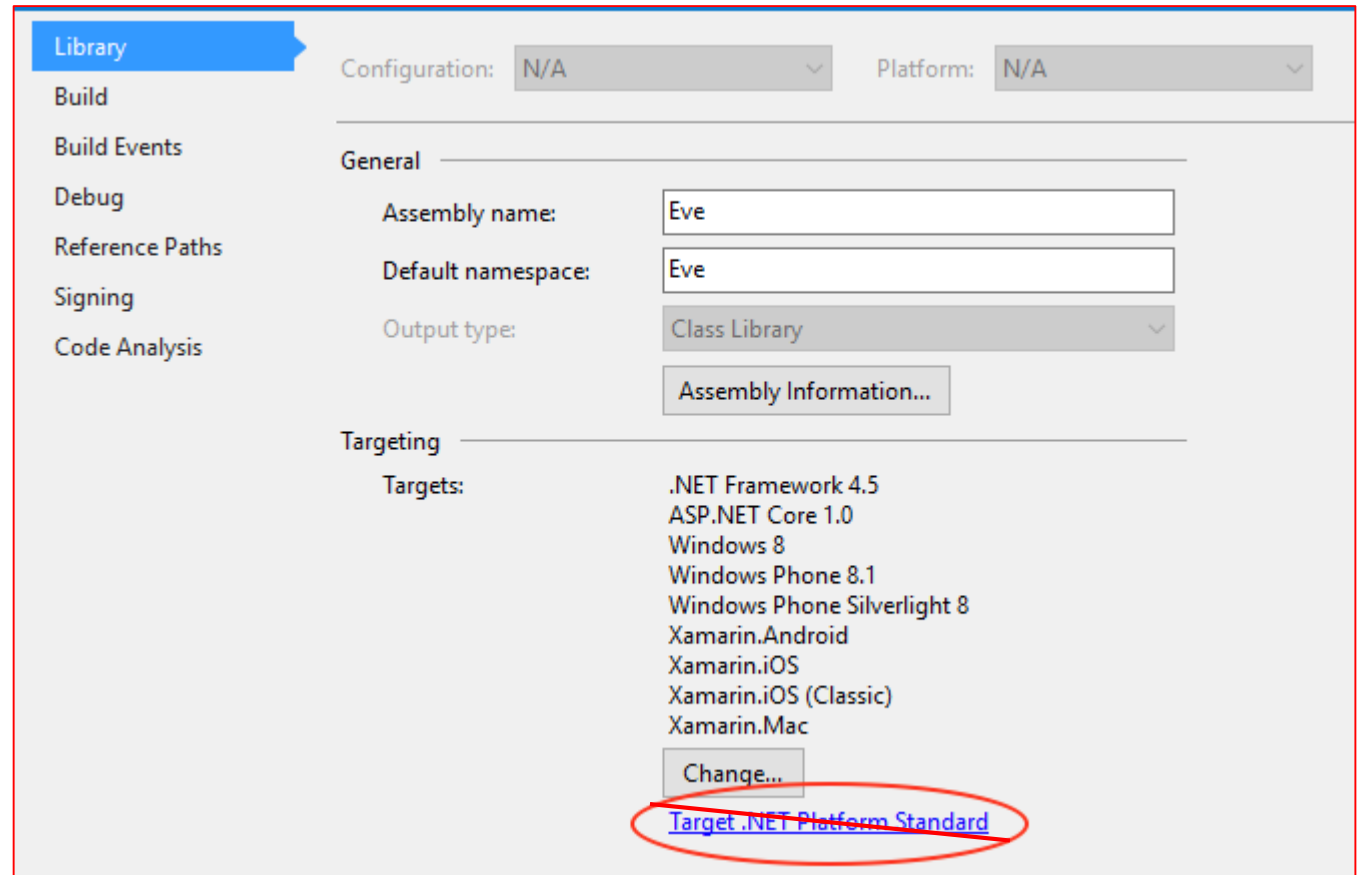 Library
Build
Build Events
Debug
Reference Paths
Signing
Code Analysis
Configuration: N/A Platform: N/A
General
Assembly name: Eve
Default namespace: Eve
Output type: Class Library
Assembly Information...
Targeting
Targets: .NET Framework 4.5
ASP.NET Core 1.0
Windows 8
Windows Phone 8.1
Windows Phone Silverlight 8
Xamarin.Android
Xamarin.iOS
Xamarin.iOS (Classic)
Xamarin.Mac
Change...
Target .NET Platform Standard